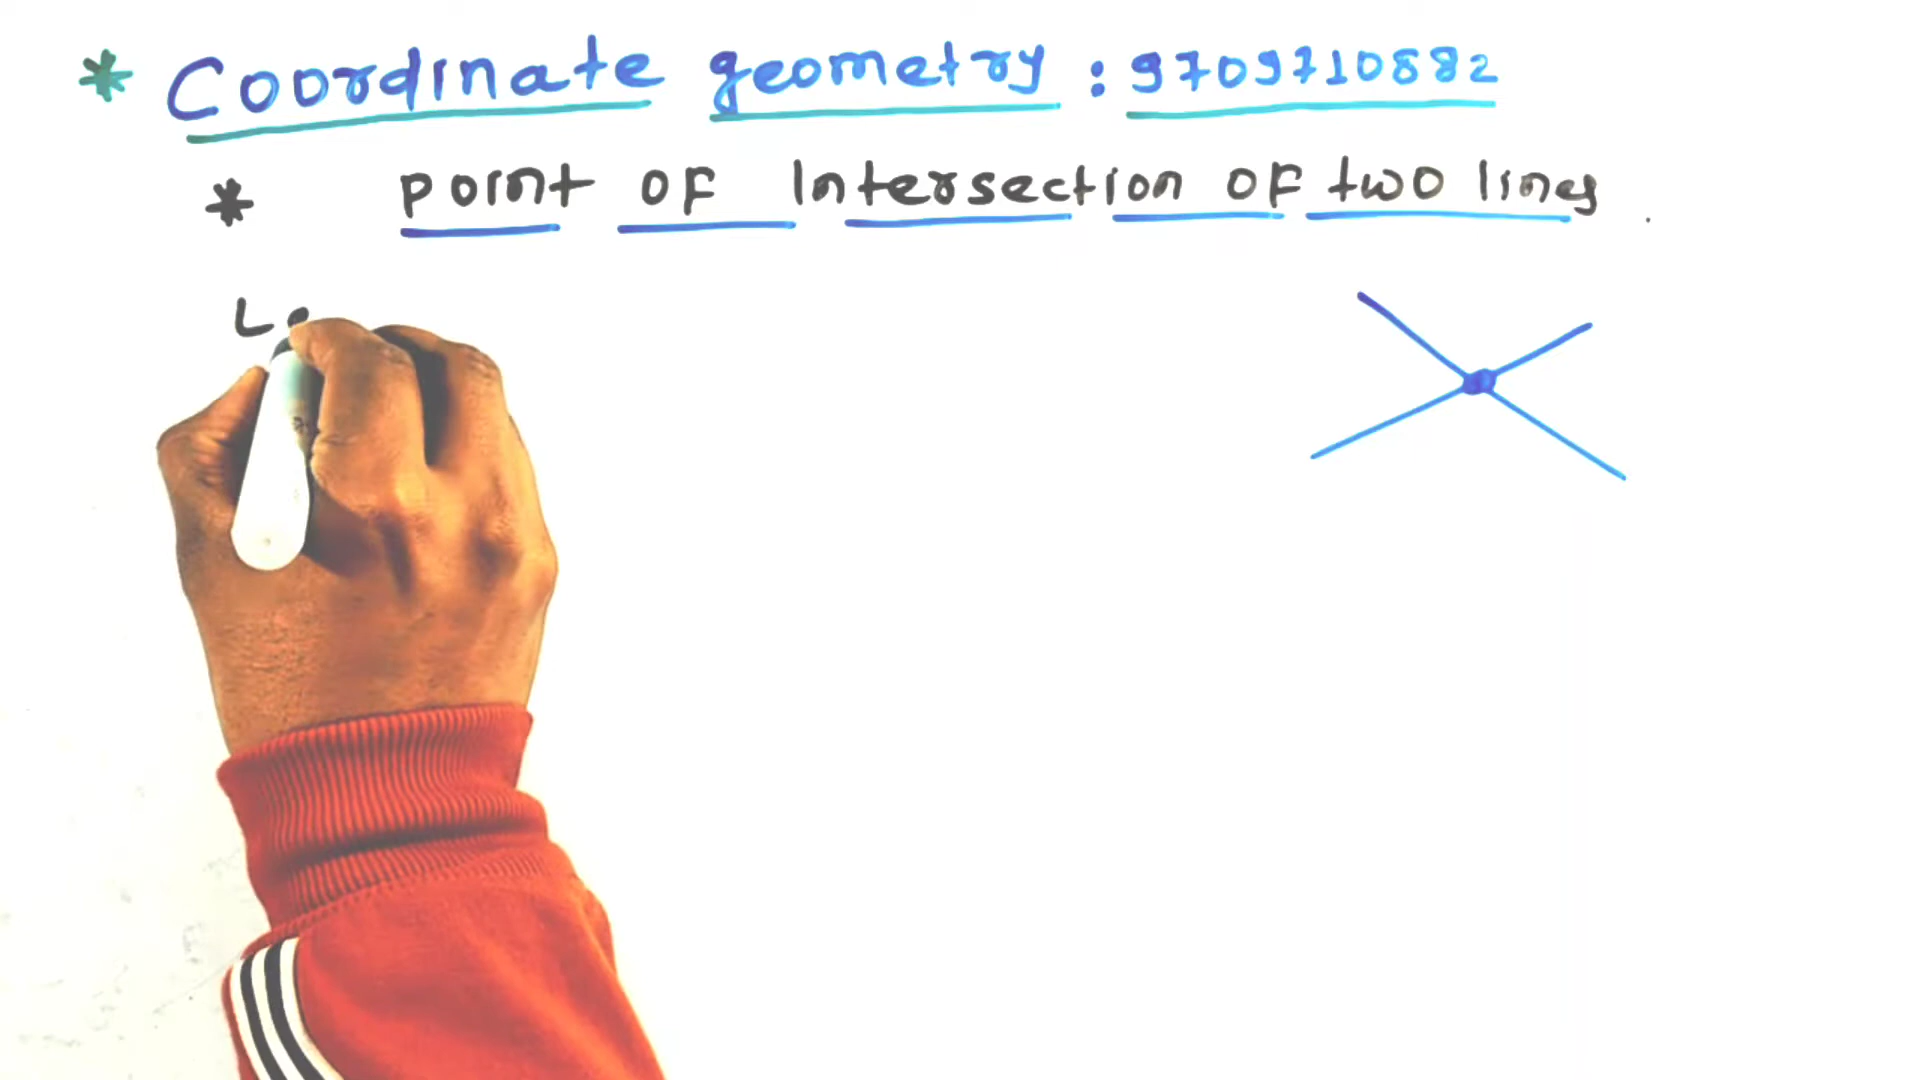 * Coordinate geometry : 9709710882
* point of Intersection of two lines .